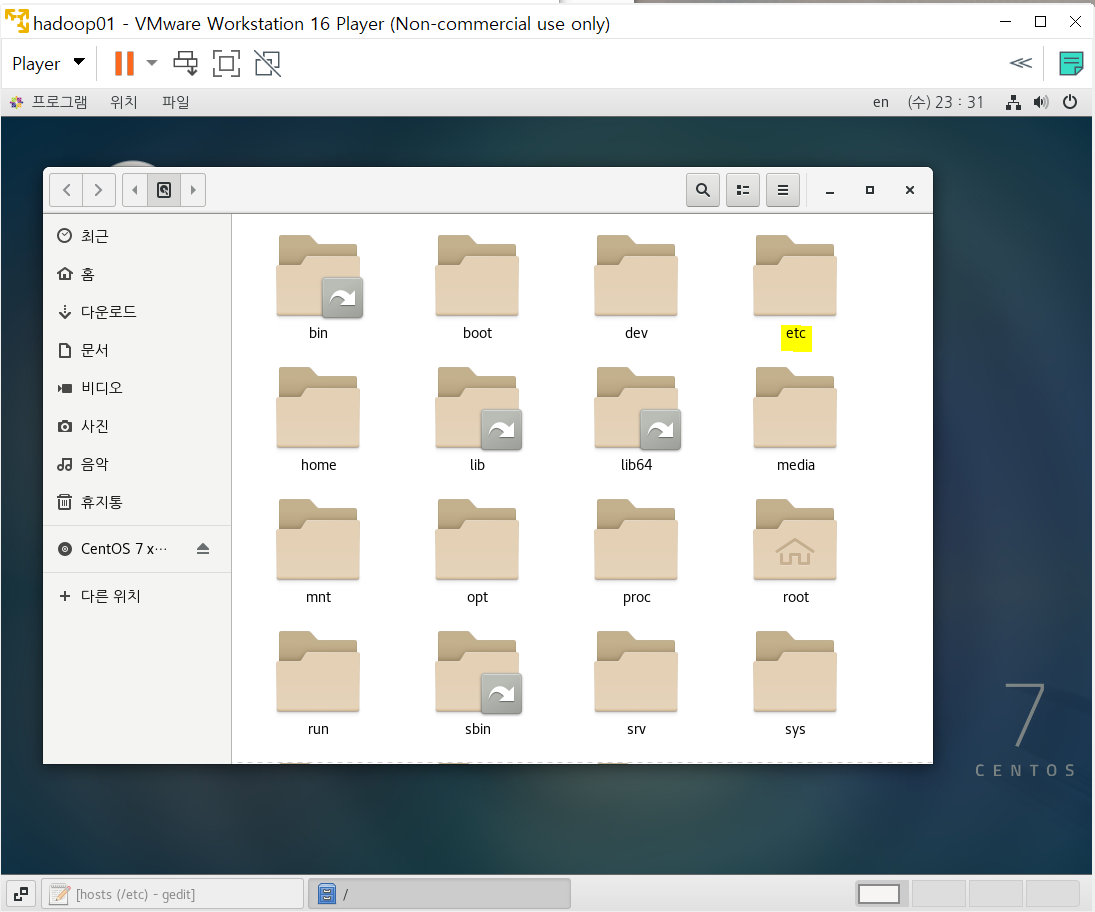 hadoop01 - VMware Workstation 16 Player (Non-commercial use only)
Player
프로그램 위치 파일 en (수) 23 : 31
최근
홈
다운로드
문서
비디오
사진
음악
휴지통
CentOS 7 x···
다른 위치
bin boot dev etc
home lib lib64 media
mnt opt proc root
run sbin srv sys
7
CENTOS
[hosts (/etc) - gedit] /